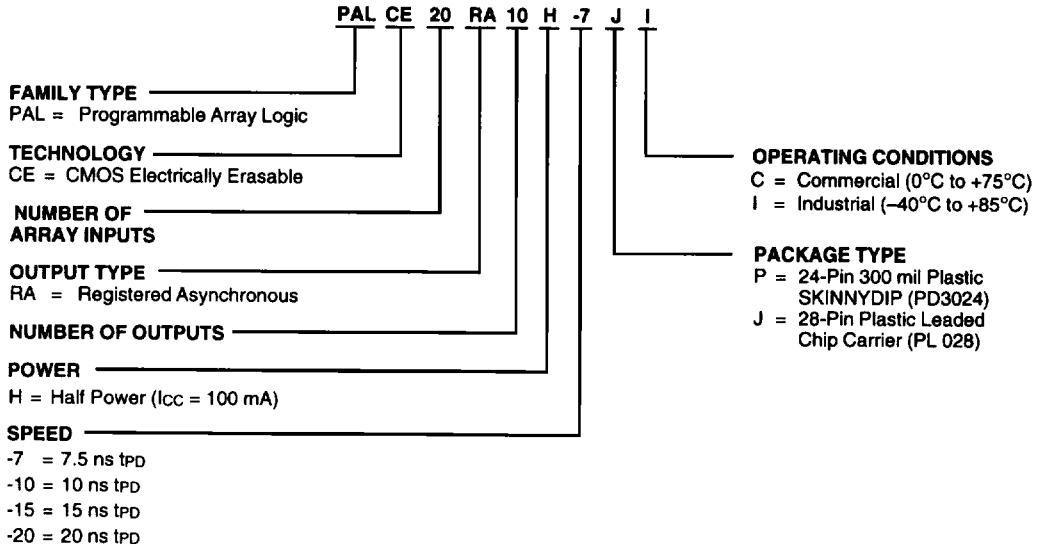 PAL CE 20 RA 10 H -7 J I
FAMILY TYPE
PAL = Programmable Array Logic
TECHNOLOGY
CE = CMOS Electrically Erasable
NUMBER OF
ARRAY INPUTS
OUTPUT TYPE
RA = Registered Asynchronous
NUMBER OF OUTPUTS
POWER
H = Half Power (ICC = 100 mA)
SPEED
-7 = 7.5 ns tPD
-10 = 10 ns tPD
-15 = 15 ns tPD
-20 = 20 ns tPD
OPERATING CONDITIONS
C = Commercial (0°C to +75°C)
I = Industrial (–40°C to +85°C)
PACKAGE TYPE
P = 24-Pin 300 mil Plastic
SKINNYDIP (PD3024)
J = 28-Pin Plastic Leaded
Chip Carrier (PL 028)